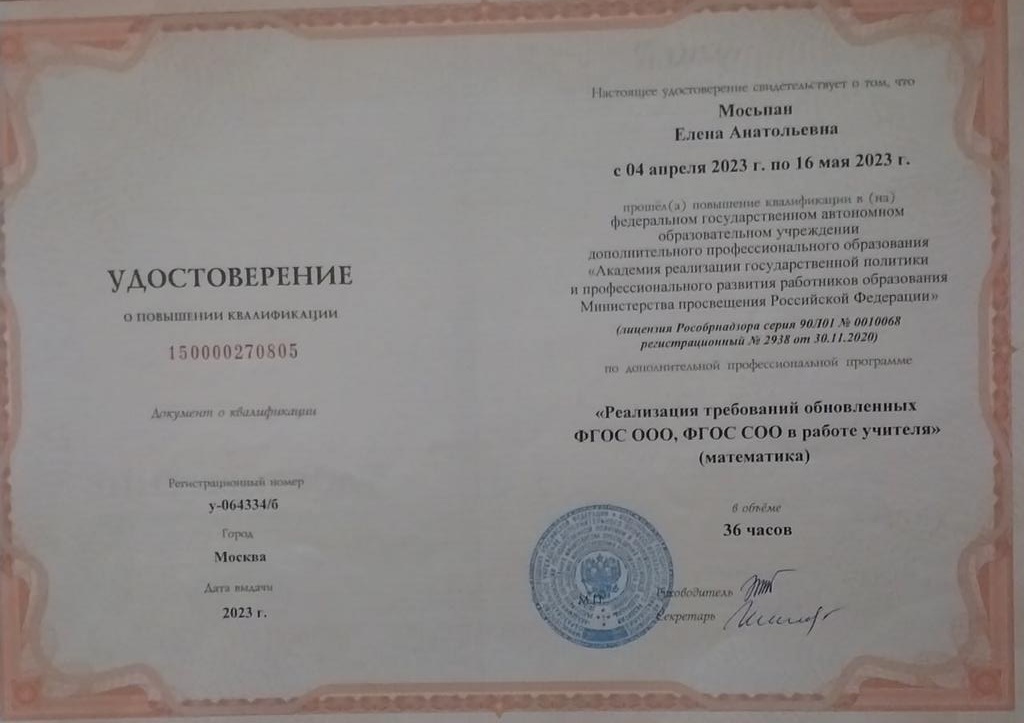 УДОСТОВЕРЕНИЕ
О ПОВЫШЕНИИ КВАЛИФИКАЦИИ
150000270805
Документ о квалификации
Регистрационный номер
у-064334/б
Город
Москва
Дата выдачи
2023 г.
Настоящее удостоверение свидетельствует о том, что
Мосьпан
Елена Анатольевна
с 04 апреля 2023 г. по 16 мая 2023 г.
прошёл(а) повышение квалификации в (на)
федеральном государственном автономном
образовательном учреждении
дополнительного профессионального образования
«Академия реализации государственной политики
и профессионального развития работников образования
Министерства просвещения Российской Федерации»
(лицензия Рособрнадзора серия 90Л01 № 0010068
регистрационный № 2938 от 30.11.2020)
по дополнительной профессиональной программе
«Реализация требований обновленных
ФГОС ООО, ФГОС СОО в работе учителя»
(математика)
в объёме
36 часов
М.П.
Руководитель
Секретарь